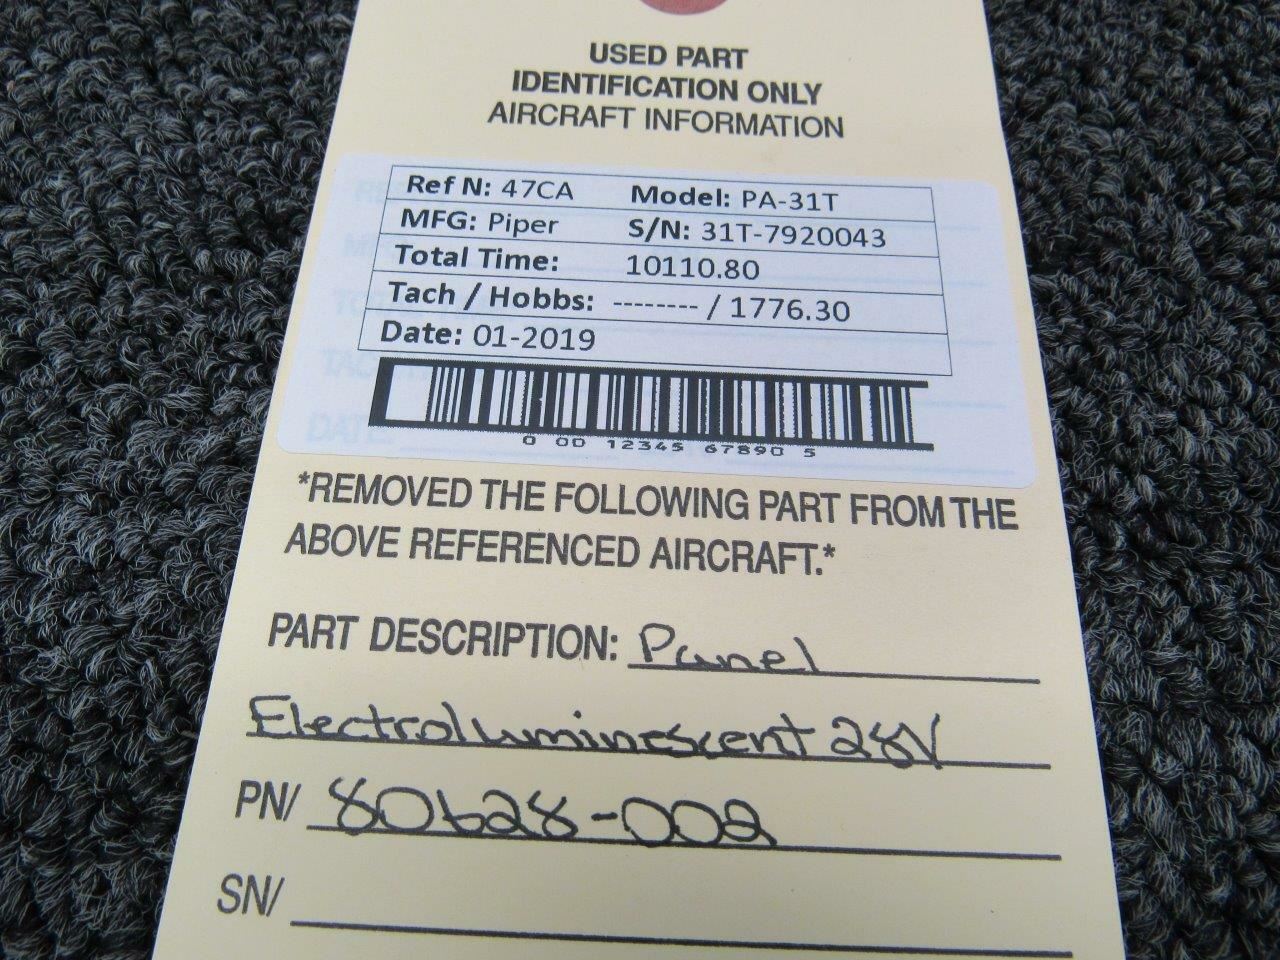 USED PART
IDENTIFICATION ONLY
AIRCRAFT INFORMATION
Ref N: 47CA Model: PA-31T
MFG: Piper S/N: 31T-7920043
Total Time: 10110.80
Tach / Hobbs: -------- / 1776.30
Date: 01-2019
0 00 12345 67890 5
*REMOVED THE FOLLOWING PART FROM THE
ABOVE REFERENCED AIRCRAFT.*
PART DESCRIPTION: Panel
Electrolluminescent 28V
PN/ 80628-002
SN/